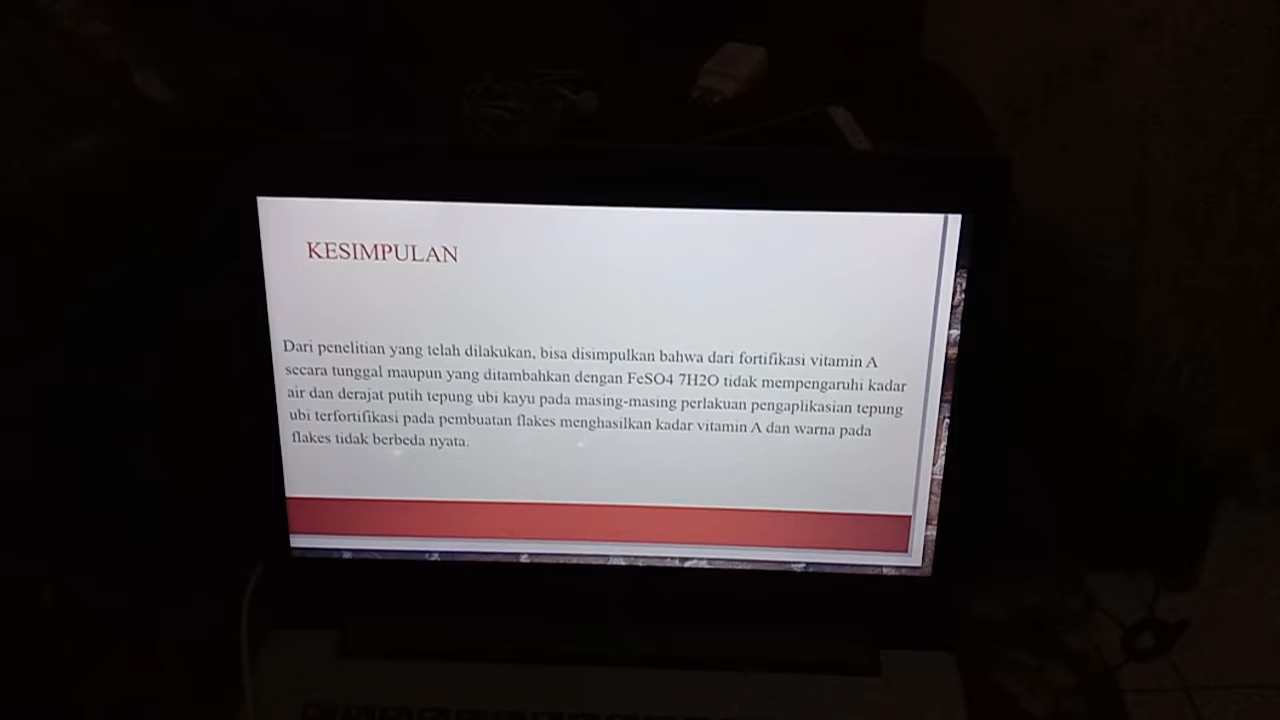 KESIMPULAN
Dari penelitian yang telah dilakukan, bisa disimpulkan bahwa dari fortifikasi vitamin A
secara tunggal maupun yang ditambahkan dengan FeSO4 7H2O tidak mempengaruhi kadar
air dan derajat putih tepung ubi kayu pada masing-masing perlakuan pengaplikasian tepung
ubi terfortifikasi pada pembuatan flakes menghasilkan kadar vitamin A dan warna pada
flakes tidak berbeda nyata.